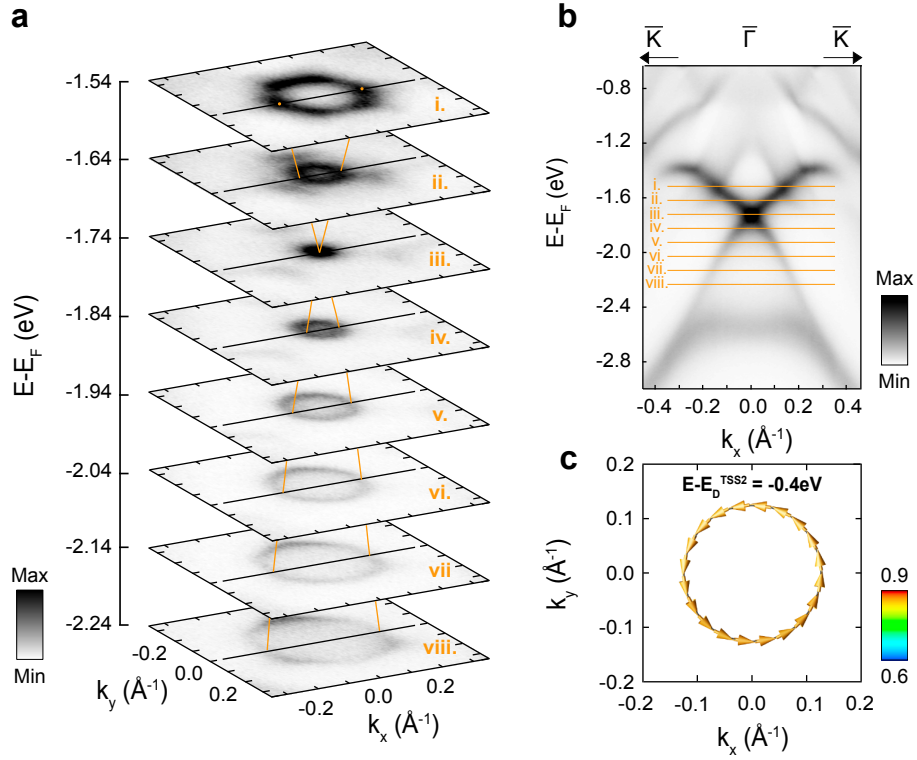 a
E-E_F (eV)
-1.54
-1.64
-1.74
-1.84
-1.94
-2.04
-2.14
-2.24
i.
ii.
iii.
iv.
v.
vi.
vii
viii.
Max
Min
-0.2
0.0
0.2
k_y (Å⁻¹)
-0.2
0.0
0.2
k_x (Å⁻¹)
b
K̅ Γ̅ K̅
E-E_F (eV)
-0.8
-1.2
-1.6
-2.0
-2.4
-2.8
i.
ii.
iii.
iv.
v.
vi.
vii.
viii.
-0.4 -0.2 0.0 0.2 0.4
k_x (Å⁻¹)
Max
Min
c
E-E_D^TSS2 = -0.4eV
k_y (Å⁻¹)
0.2
0.1
0.0
-0.1
-0.2
-0.2 -0.1 0.0 0.1 0.2
k_x (Å⁻¹)
0.9
0.6